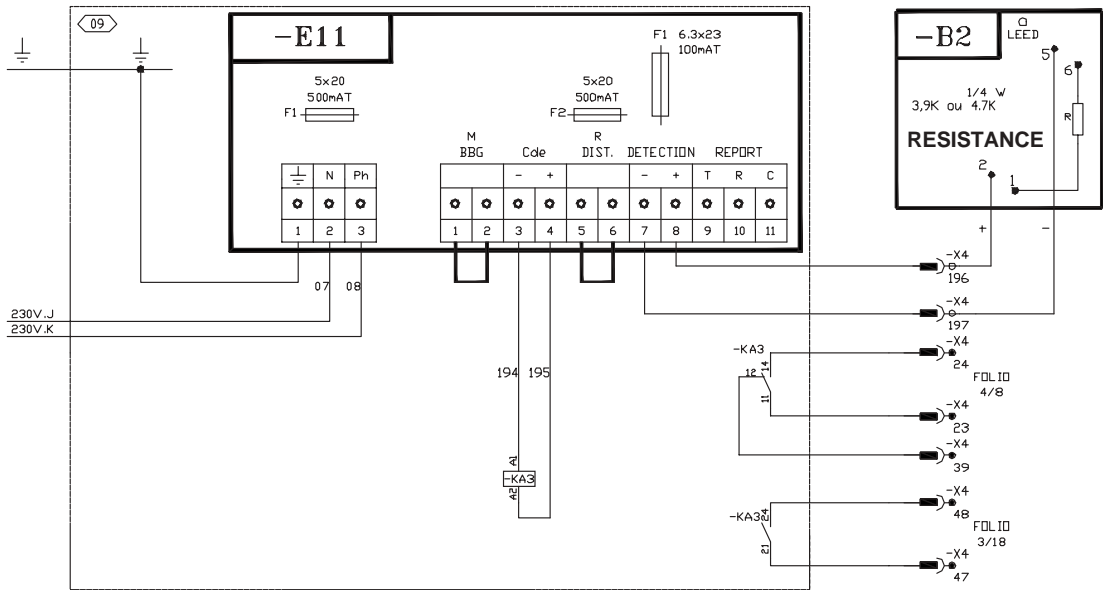 09
-E11
F1 6.3x23
100mAT
-B2
LEED
5
6
5x20
500mAT
F1
5x20
500mAT
F2
1/4 W
3,9K ou 4.7K
R
RESISTANCE
2
1
M
BBG
Cde
R
DIST.
DETECTION
REPORT
N Ph
- + - + T R C
1 2 3
1 2 3 4 5 6 7 8 9 10 11
+ -
-X4
196
07 08
230V.J
230V.K
-X4
197
-X4
24
-KA3
14
12
11
194 195
FOLIO
4/8
-X4
23
-X4
39
A1
-KA3
A2
-X4
48
-KA3
24
21
FOLIO
3/18
-X4
47